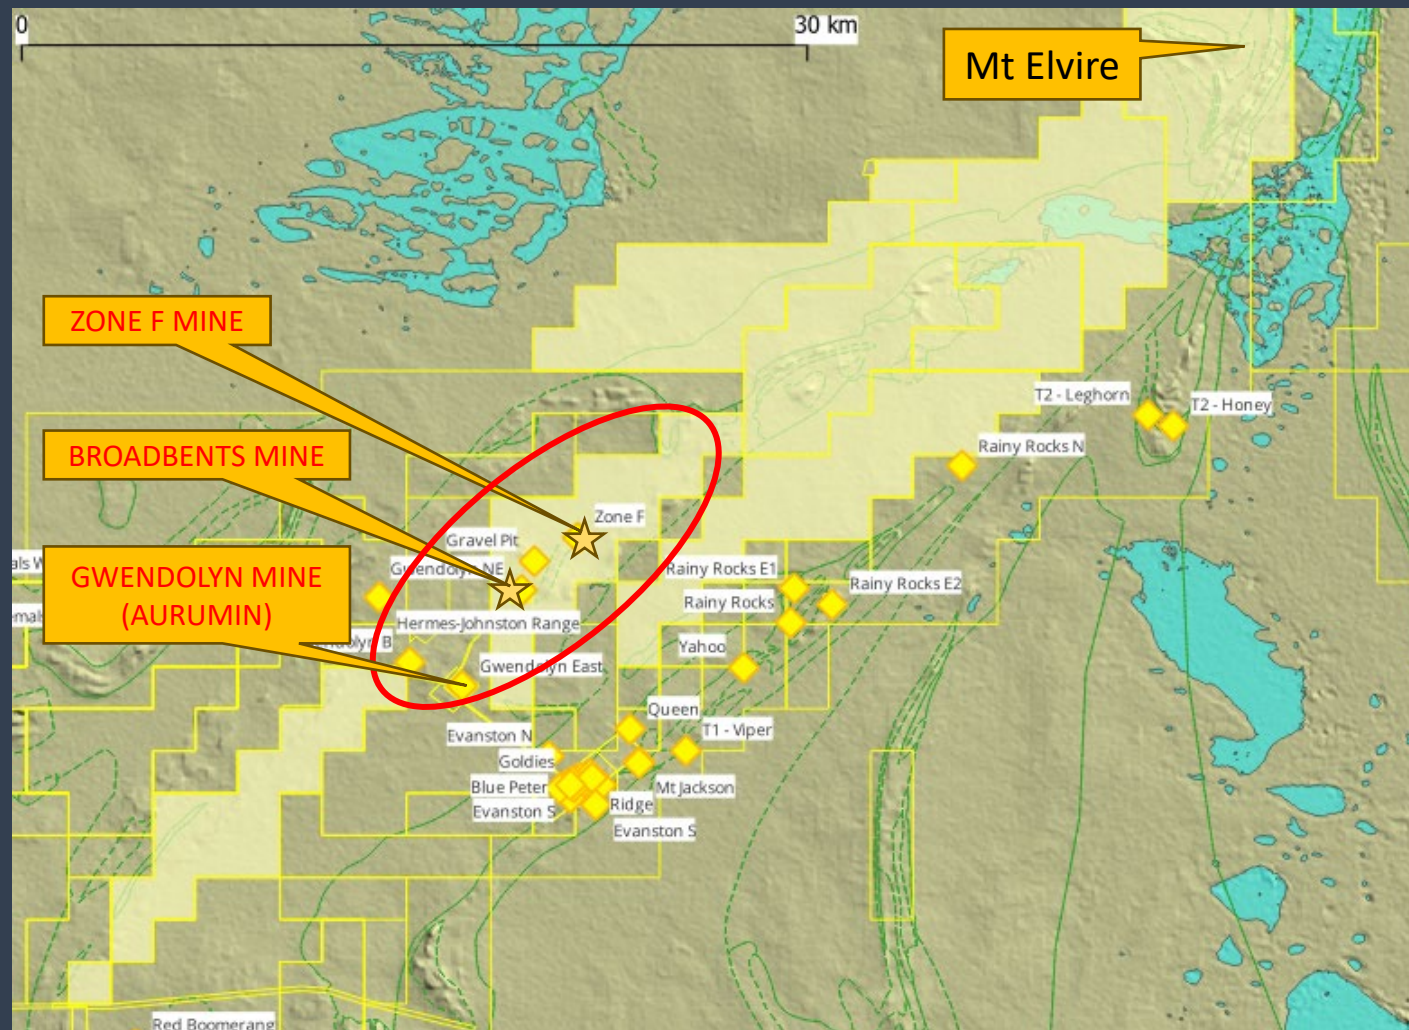 0
30 km
Mt Elvire
ZONE F MINE
T2 - Leghorn
T2 - Honey
BROADBENTS MINE
Rainy Rocks N
Zone F
Gravel Pit
GWENDOLYN MINE
(AURUMIN)
Gwendolyn NE
Rainy Rocks E1
Rainy Rocks E2
Rainy Rocks
Hermes-Johnston Range
Yahoo
Gwendolyn East
Queen
Evanston N
T1 - Viper
Goldies
Blue Peter
Mt Jackson
Ridge
Evanston S
Evanston S
Red Boomerang